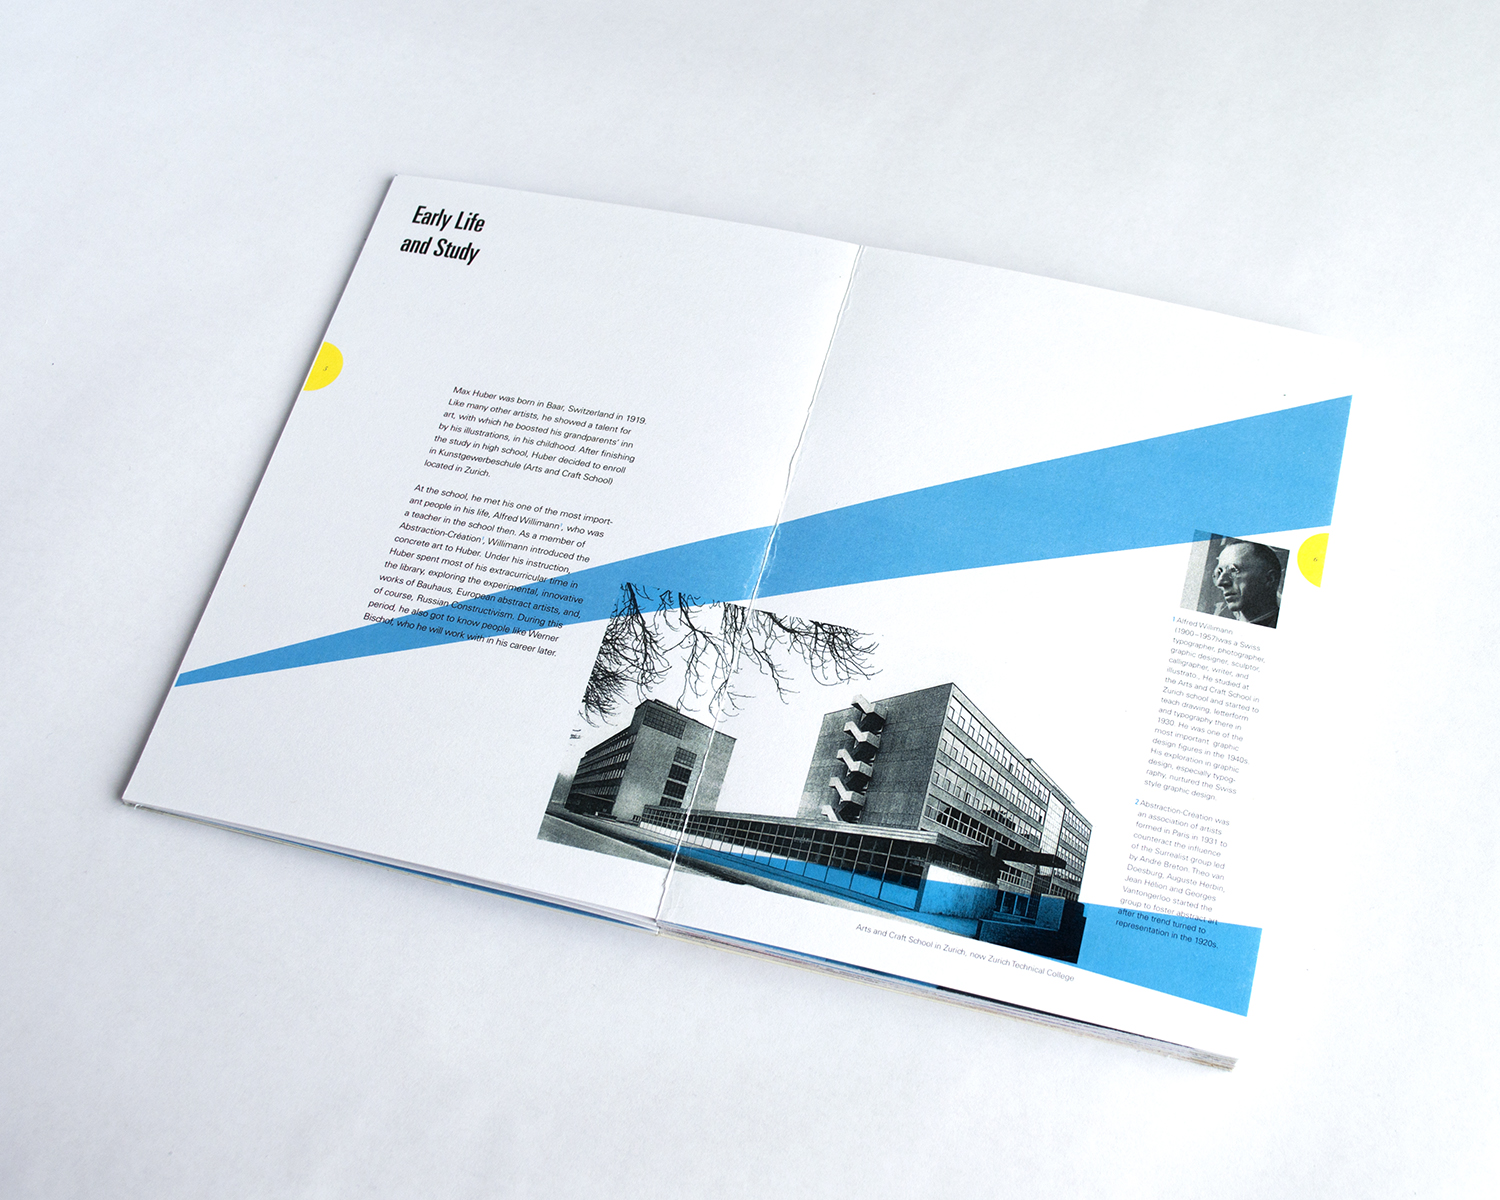 Early Life
and Study
Max Huber was born in Baar, Switzerland in 1919.
Like many other artists, he showed a talent for
art, with which he boosted his grandparents' inn
by his illustrations, in his childhood. After finishing
the study in high school, Huber decided to enroll
in Kunstgewerbeschule (Arts and Craft School)
located in Zurich.
At the school, he met his one of the most import-
ant people in his life, Alfred Willimann¹, who was
a teacher in the school then. As a member of
Abstraction-Création², Willimann introduced the
concrete art to Huber. Under his instruction,
Huber spent most of his extracurricular time in
the library, exploring the experimental, innovative
works of Bauhaus, European abstract artists, and,
of course, Russian Constructivism. During this
period, he also got to know people like Werner
Bischof, who he will work with in his career later.
1 Alfred Willimann
(1900–1957)was a Swiss
typographer, photographer,
graphic designer, sculptor,
calligrapher, writer, and
illustrato., He studied at
the Arts and Craft School in
Zurich school and started to
teach drawing, letterform
and typography there in
1930. He was one of the
most important graphic
design figures in the 1940s.
His exploration in graphic
design, especially typog-
raphy, nurtured the Swiss
style graphic design.
2 Abstraction-Création was
an association of artists
formed in Paris in 1931 to
counteract the influence
of the Surrealist group led
by André Breton. Theo van
Doesburg, Auguste Herbin,
Jean Hélion and Georges
Vantongerloo started the
group to foster abstract art
after the trend turned to
representation in the 1920s.
Arts and Craft School in Zurich, now Zurich Technical College